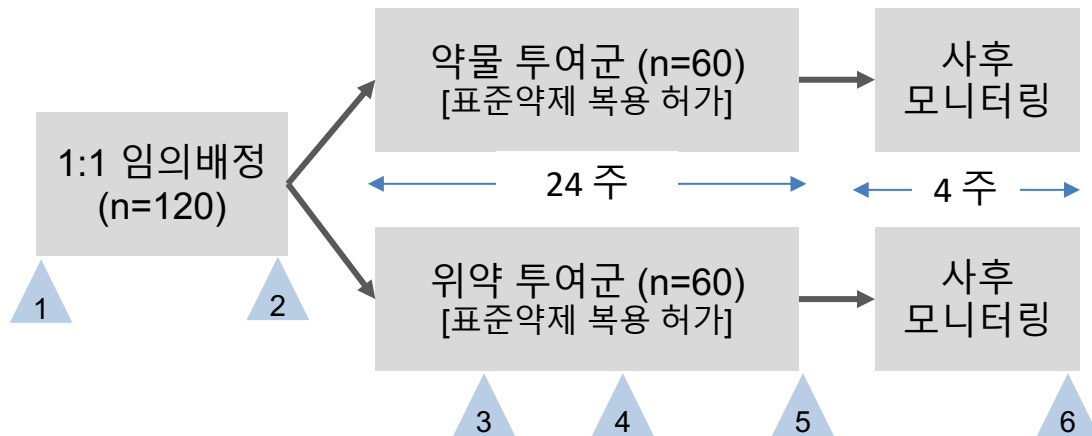 1:1 임의배정
(n=120)
약물 투여군 (n=60)
[표준약제 복용 허가]
사후
모니터링
24 주
4 주
위약 투여군 (n=60)
[표준약제 복용 허가]
사후
모니터링
1
2
3
4
5
6